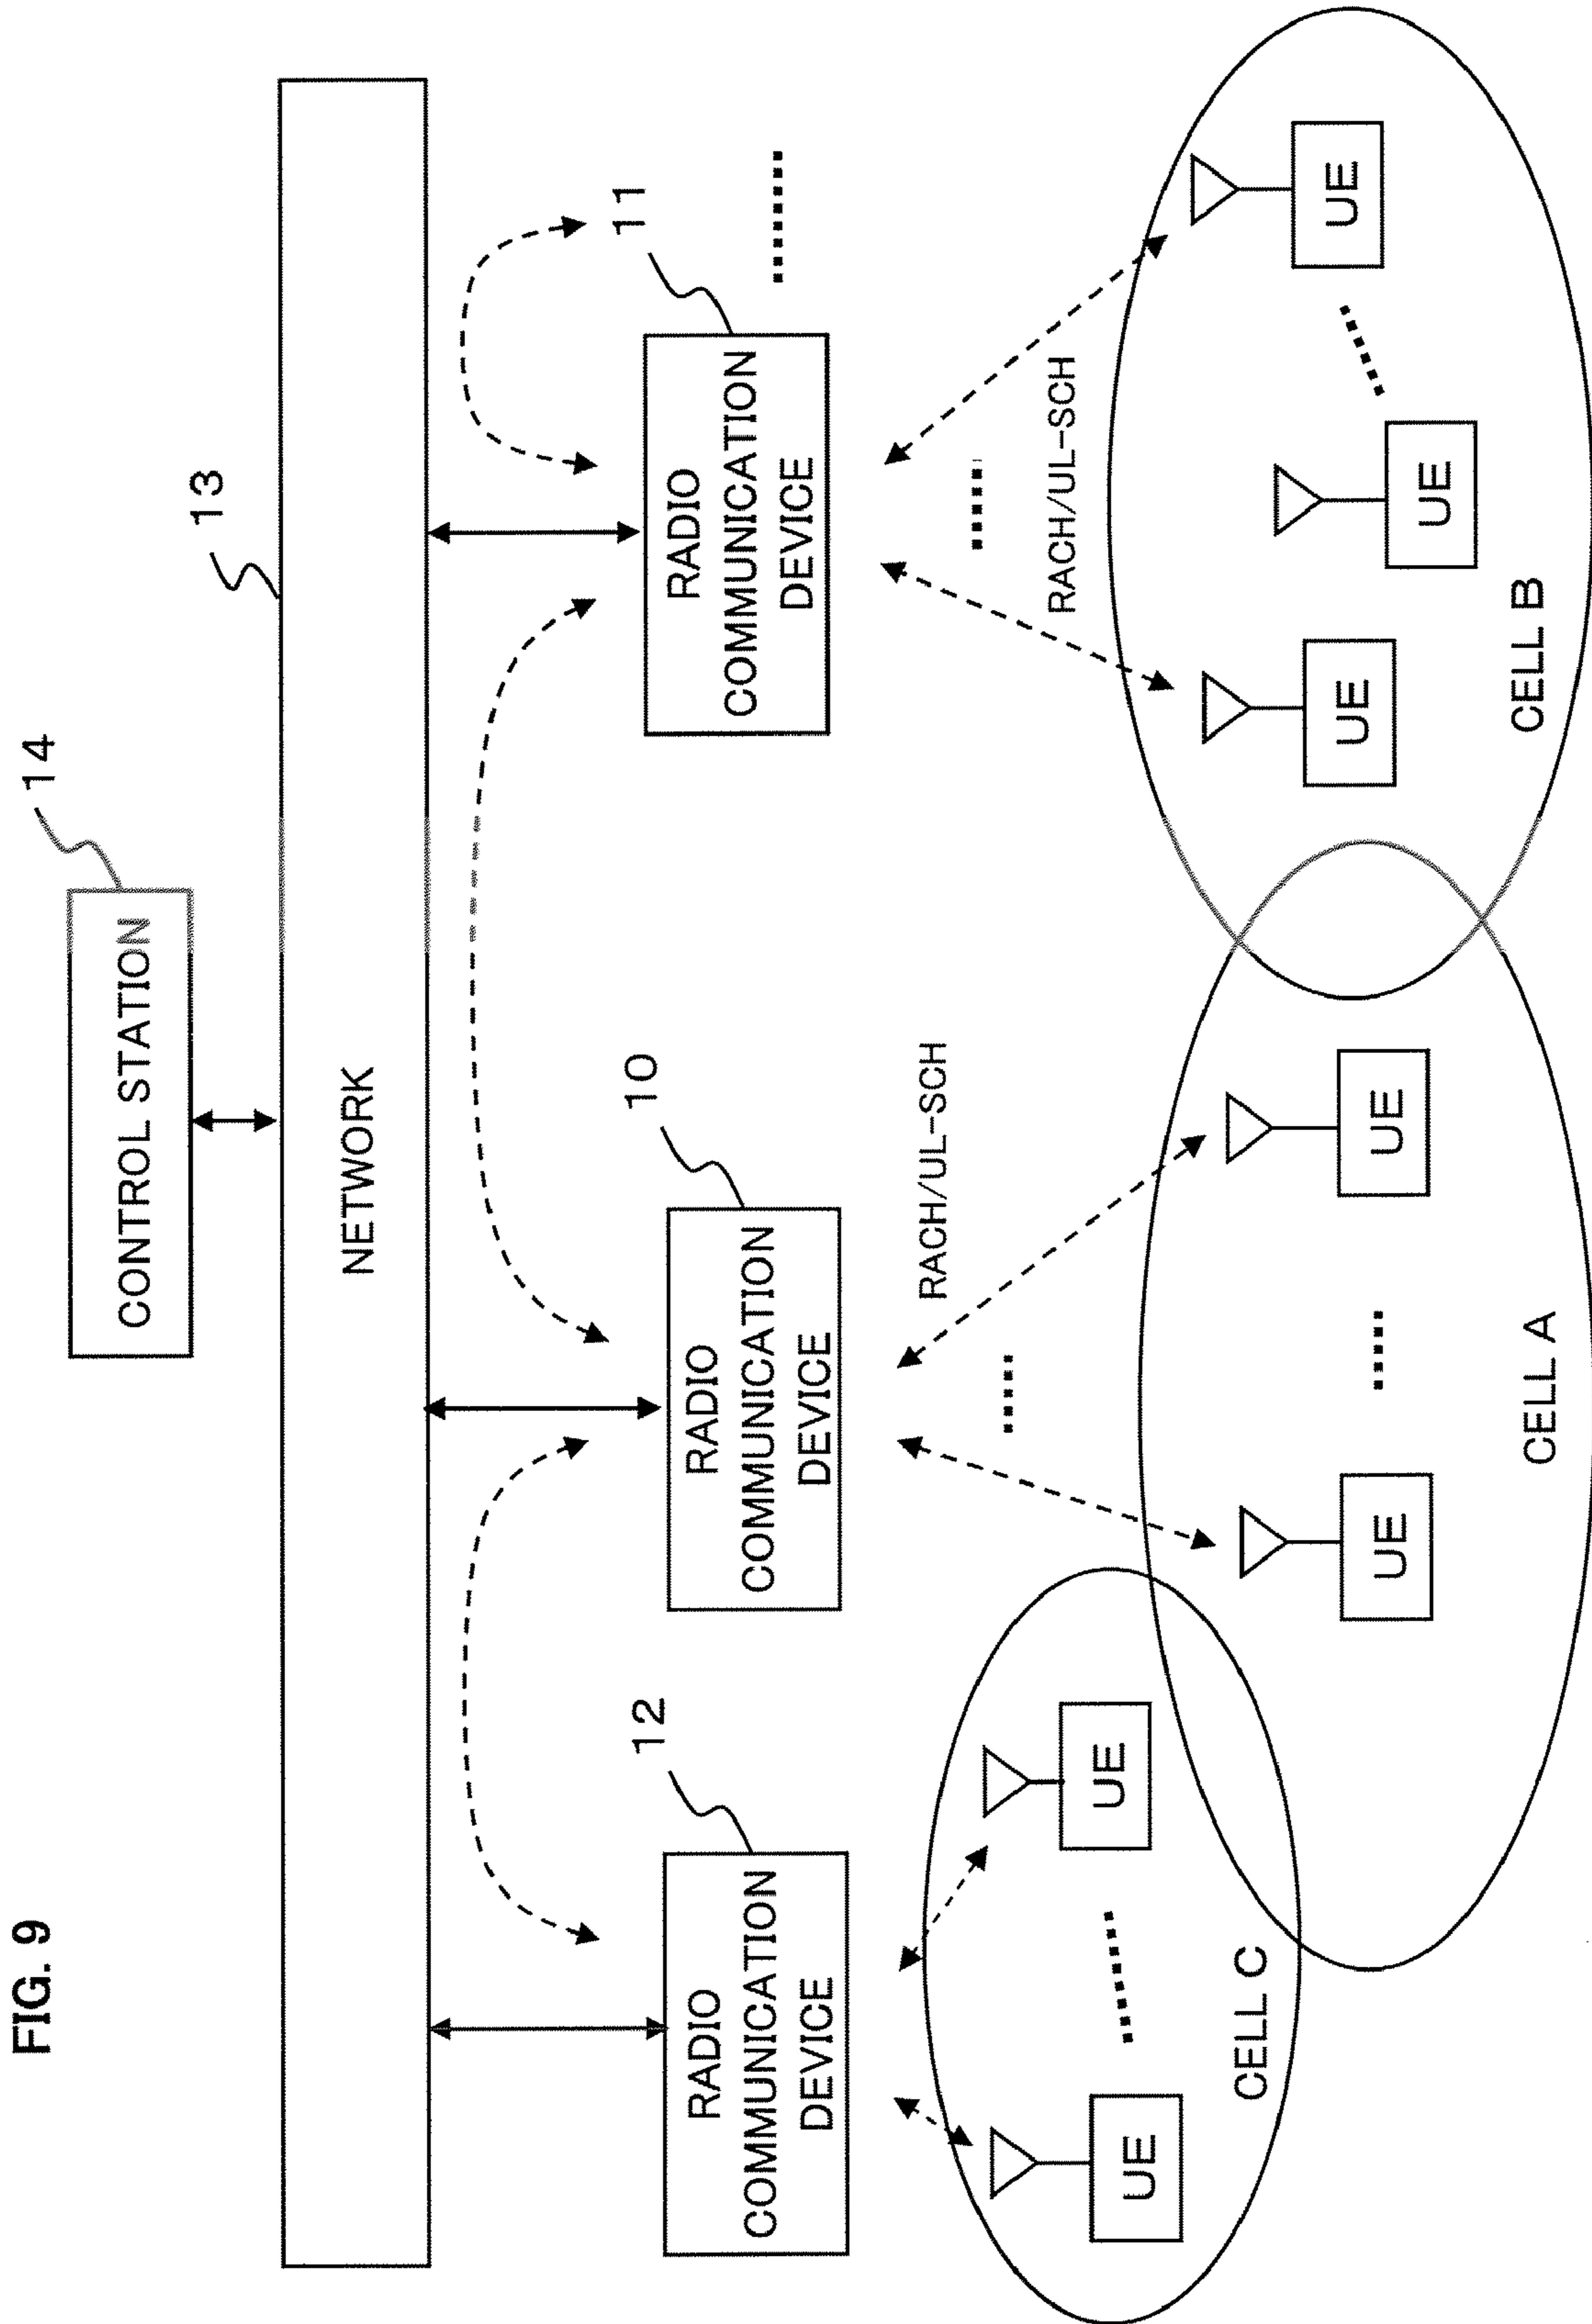 FIG. 9
14
CONTROL STATION
13
NETWORK
12
RADIO
COMMUNICATION
DEVICE
10
RADIO
COMMUNICATION
DEVICE
11
RADIO
COMMUNICATION
DEVICE
RACH/UL-SCH
RACH/UL-SCH
UE
UE
CELL C
UE
UE
CELL A
UE
UE
UE
CELL B